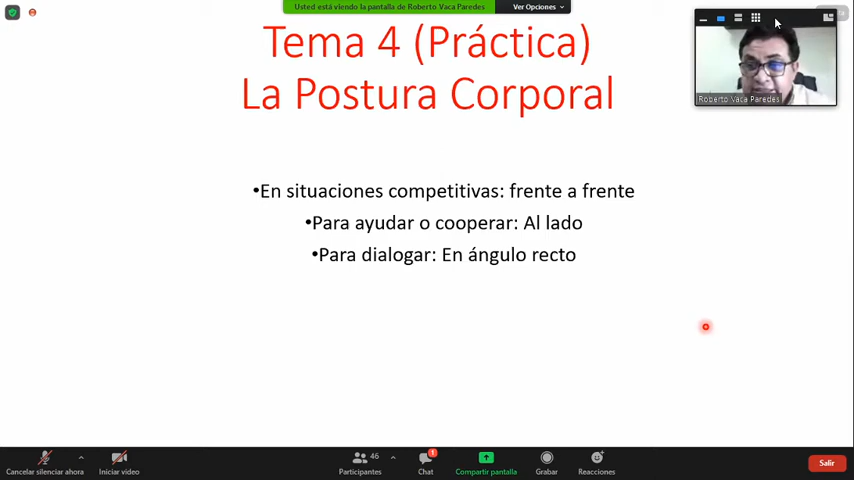 Usted está viendo la pantalla de Roberto Vaca Paredes
Ver Opciones
Tema 4 (Práctica)
La Postura Corporal
Roberto Vaca Paredes
•En situaciones competitivas: frente a frente
•Para ayudar o cooperar: Al lado
•Para dialogar: En ángulo recto
46
1
Cancelar silenciar ahora
Iniciar video
Participantes
Chat
Compartir pantalla
Grabar
Reacciones
Salir